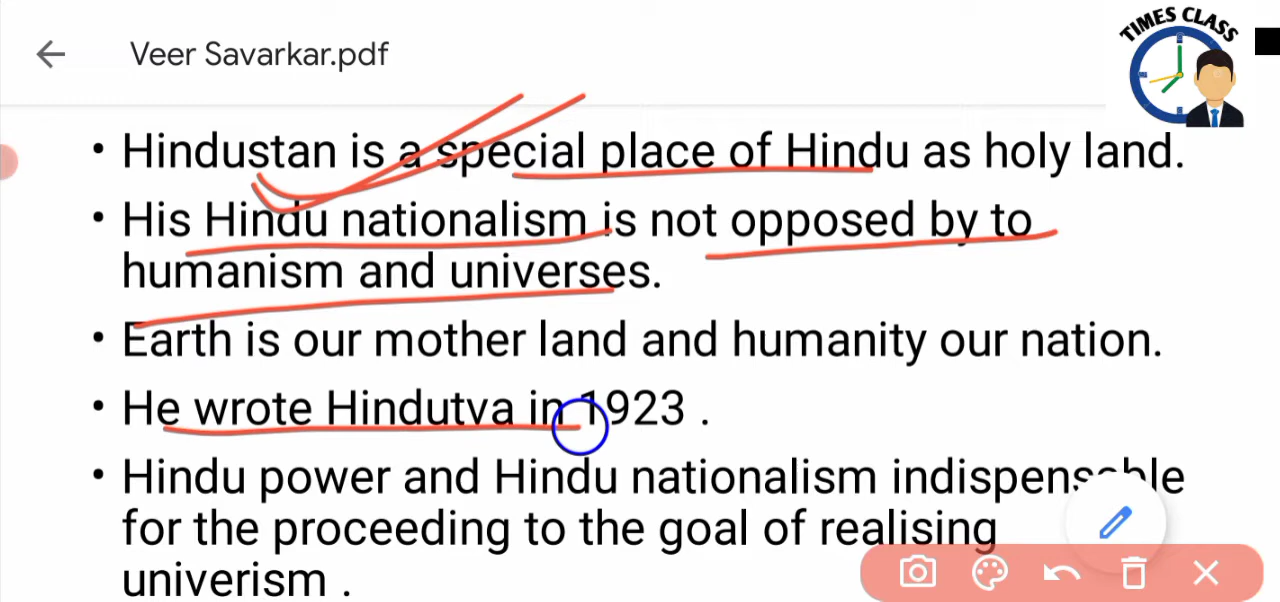 TIMES CLASS
Veer Savarkar.pdf
• Hindustan is a special place of Hindu as holy land.
• His Hindu nationalism is not opposed by to
humanism and universes.
• Earth is our mother land and humanity our nation.
• He wrote Hindutva in 1923 .
• Hindu power and Hindu nationalism indispensable
for the proceeding to the goal of realising
univerism .